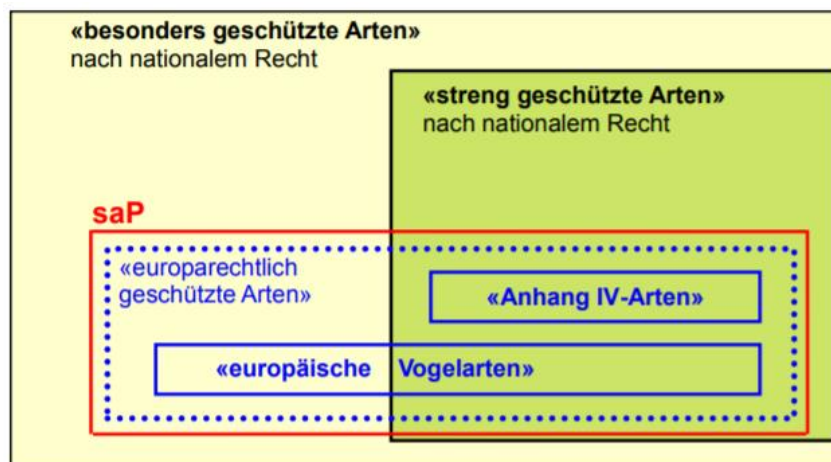 «besonders geschützte Arten»
nach nationalem Recht
«streng geschützte Arten»
nach nationalem Recht
saP
«europarechtlich
geschützte Arten»
«Anhang IV-Arten»
«europäische Vogelarten»